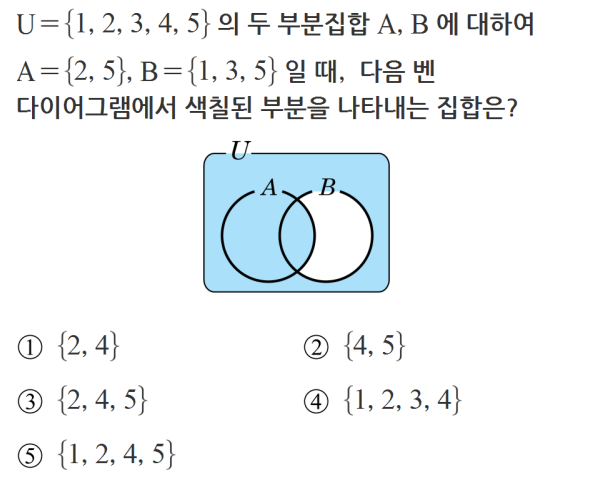 U={1, 2, 3, 4, 5}의 두 부분집합 A, B에 대하여
A={2, 5}, B={1, 3, 5}일 때, 다음 벤
다이어그램에서 색칠된 부분을 나타내는 집합은?
U
A B
① {2, 4} ② {4, 5}
③ {2, 4, 5} ④ {1, 2, 3, 4}
⑤ {1, 2, 4, 5}